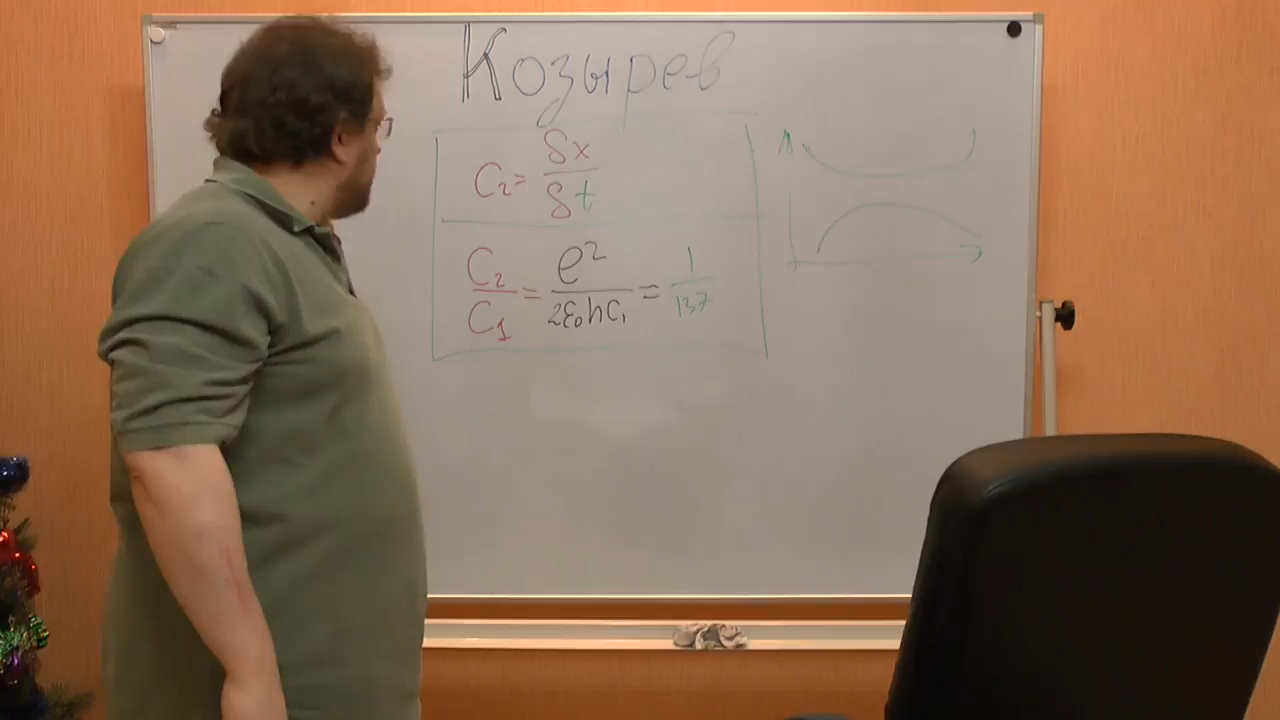 Козырев
C₂ = δx / δt
C₂ / C₁ = e² / 2ε₀hC₁ = 1 / 137